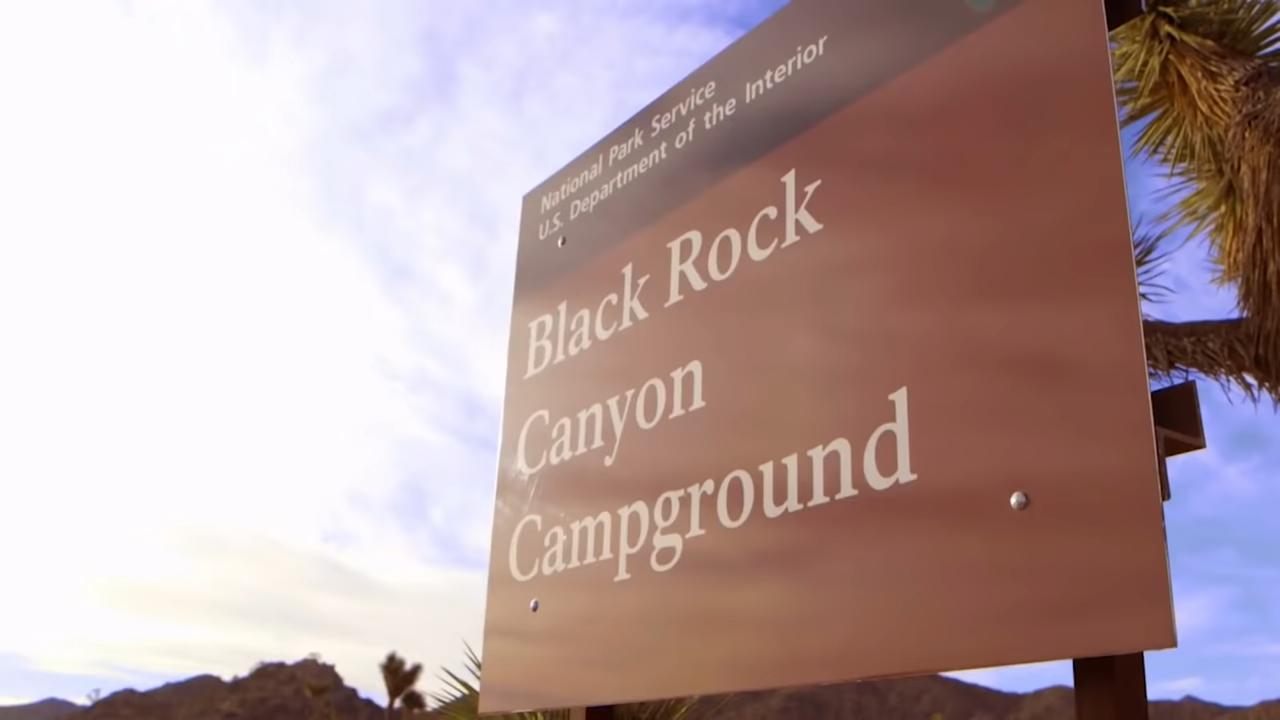 National Park Service
U.S. Department of the Interior
Black Rock
Canyon
Campground